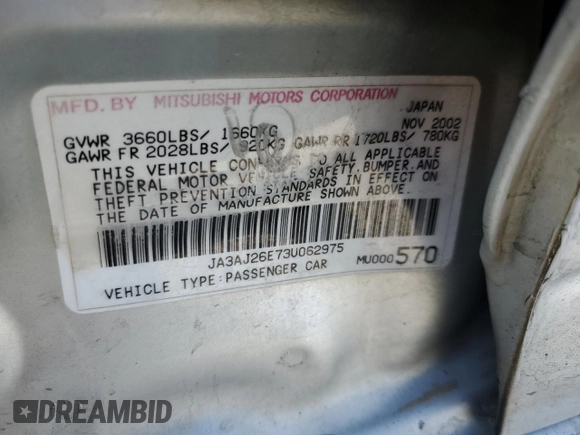 MFD. BY MITSUBISHI MOTORS CORPORATION JAPAN
NOV 2002
GVWR 3660LBS/ 1660KG
GAWR FR 2028LBS/ 920KG GAWR RR 1720LBS/ 780KG
THIS VEHICLE CONFORMS TO ALL APPLICABLE
FEDERAL MOTOR VEHICLE SAFETY,BUMPER,AND
THEFT PREVENTION STANDARDS IN EFFECT ON
THE DATE OF MANUFACTURE SHOWN ABOVE.
JA3AJ26E73U062975
VEHICLE TYPE:PASSENGER CAR MU000570
DREAMBID